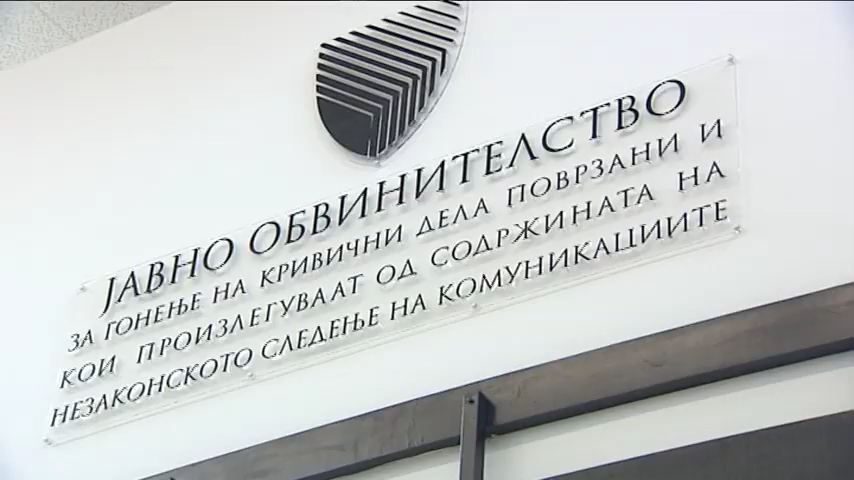 ЈАВНО ОБВИНИТЕЛСТВО
ЗА ГОНЕЊЕ НА КРИВИЧНИ ДЕЛА ПОВРЗАНИ И
КОИ ПРОИЗЛЕГУВААТ ОД СОДРЖИНАТА НА
НЕЗАКОНСКОТО СЛЕДЕЊЕ НА КОМУНИКАЦИИТЕ